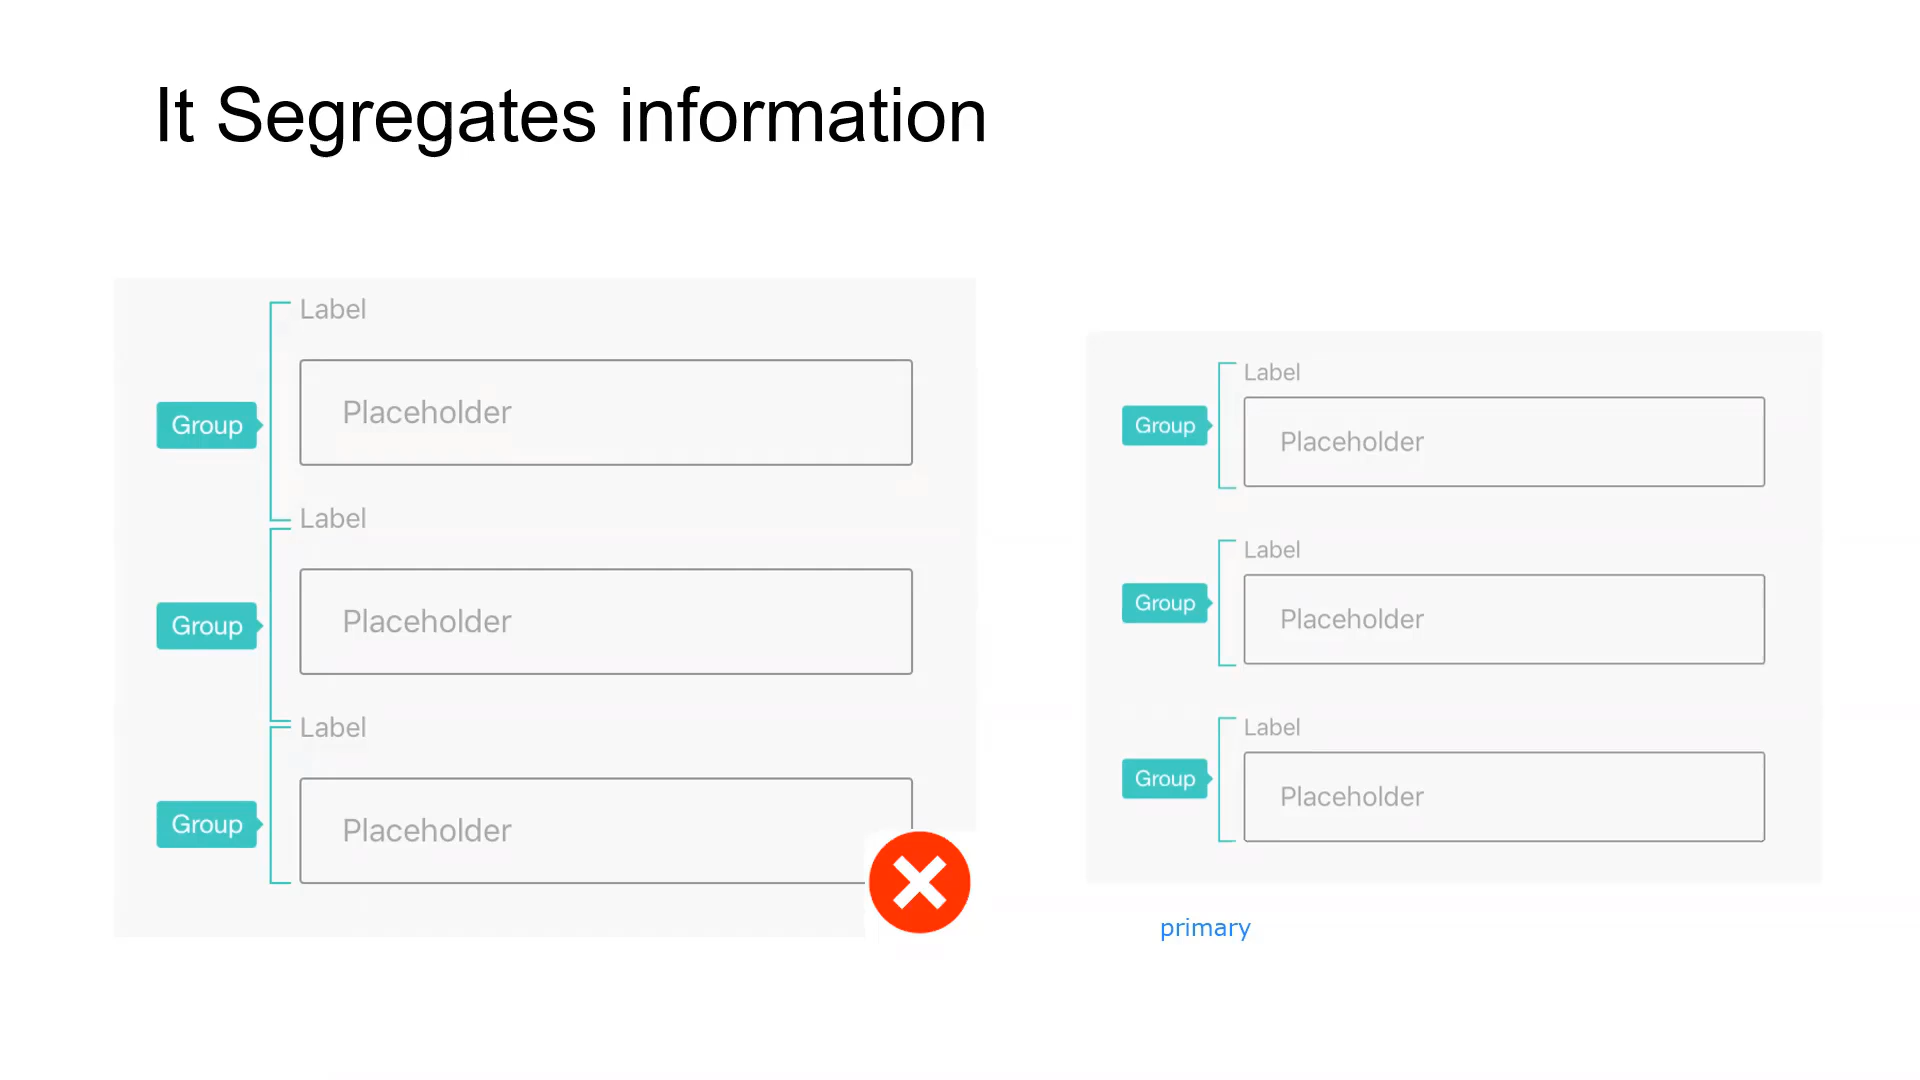 It Segregates information
Label
Placeholder
Group
Label
Placeholder
Group
Label
Placeholder
Group
Label
Group
Placeholder
Label
Group
Placeholder
Label
Group
Placeholder
primary